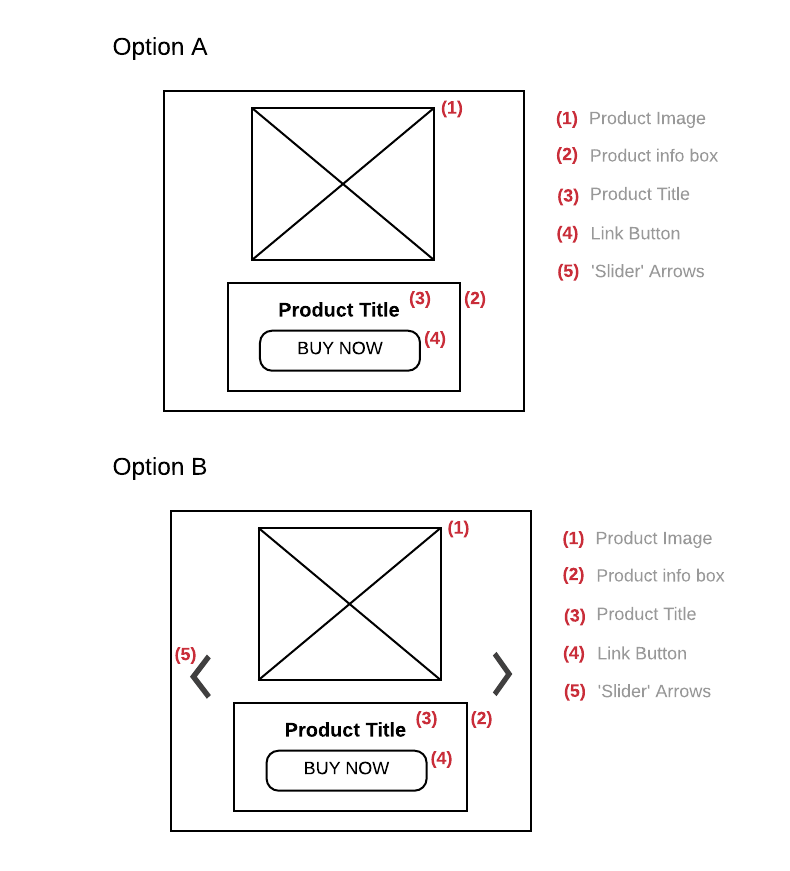 Option A
(1)
(1) Product Image
(2) Product info box
(3) Product Title
(4) Link Button
(5) 'Slider' Arrows
Product Title (3) (2)
BUY NOW (4)
Option B
(1)
(1) Product Image
(2) Product info box
(3) Product Title
(4) Link Button
(5) 'Slider' Arrows
(5)
Product Title (3) (2)
BUY NOW (4)